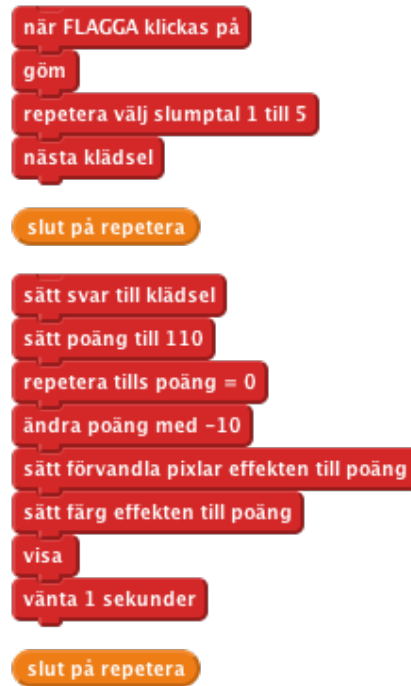 när FLAGGA klickas på
göm
repetera välj slumptal 1 till 5
nästa klädsel
slut på repetera
sätt svar till klädsel
sätt poäng till 110
repetera tills poäng = 0
ändra poäng med -10
sätt förvandla pixlar effekten till poäng
sätt färg effekten till poäng
visa
vänta 1 sekunder
slut på repetera